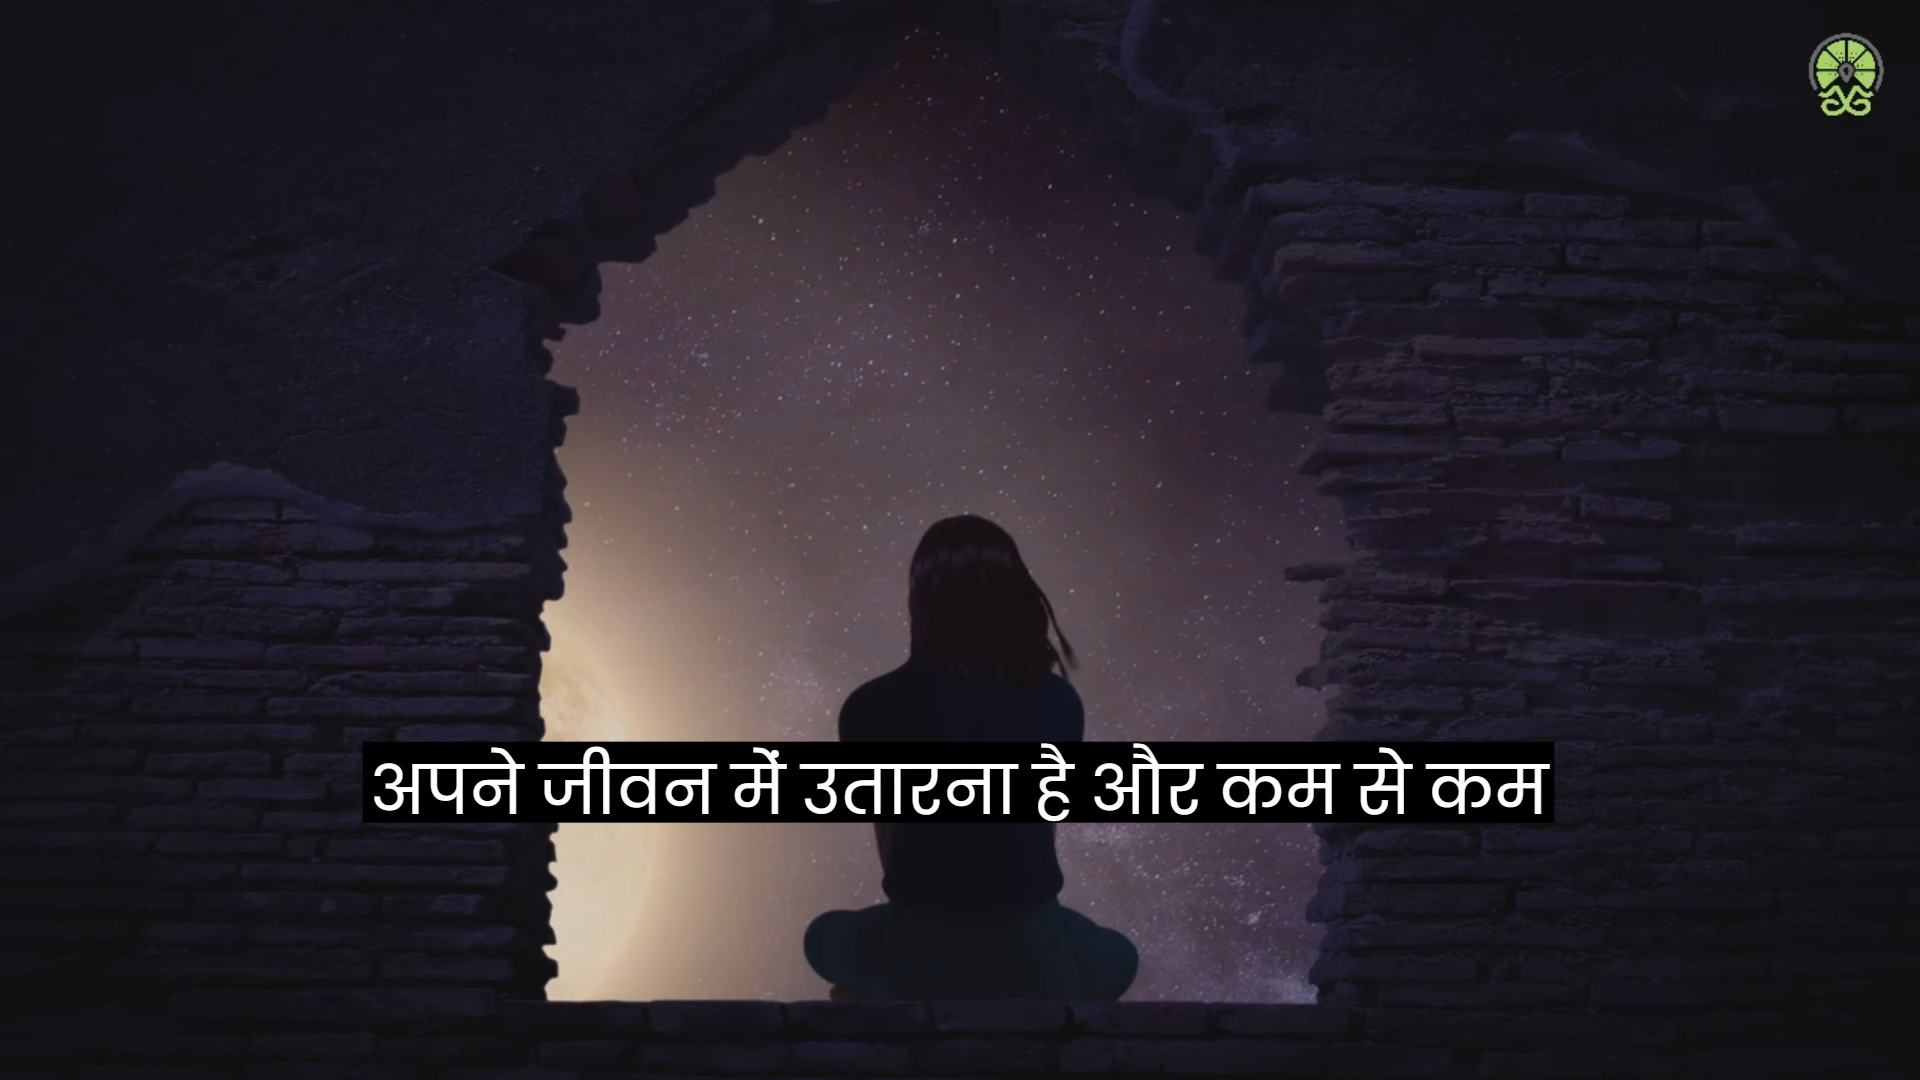 अपने जीवन में उतारना है और कम से कम